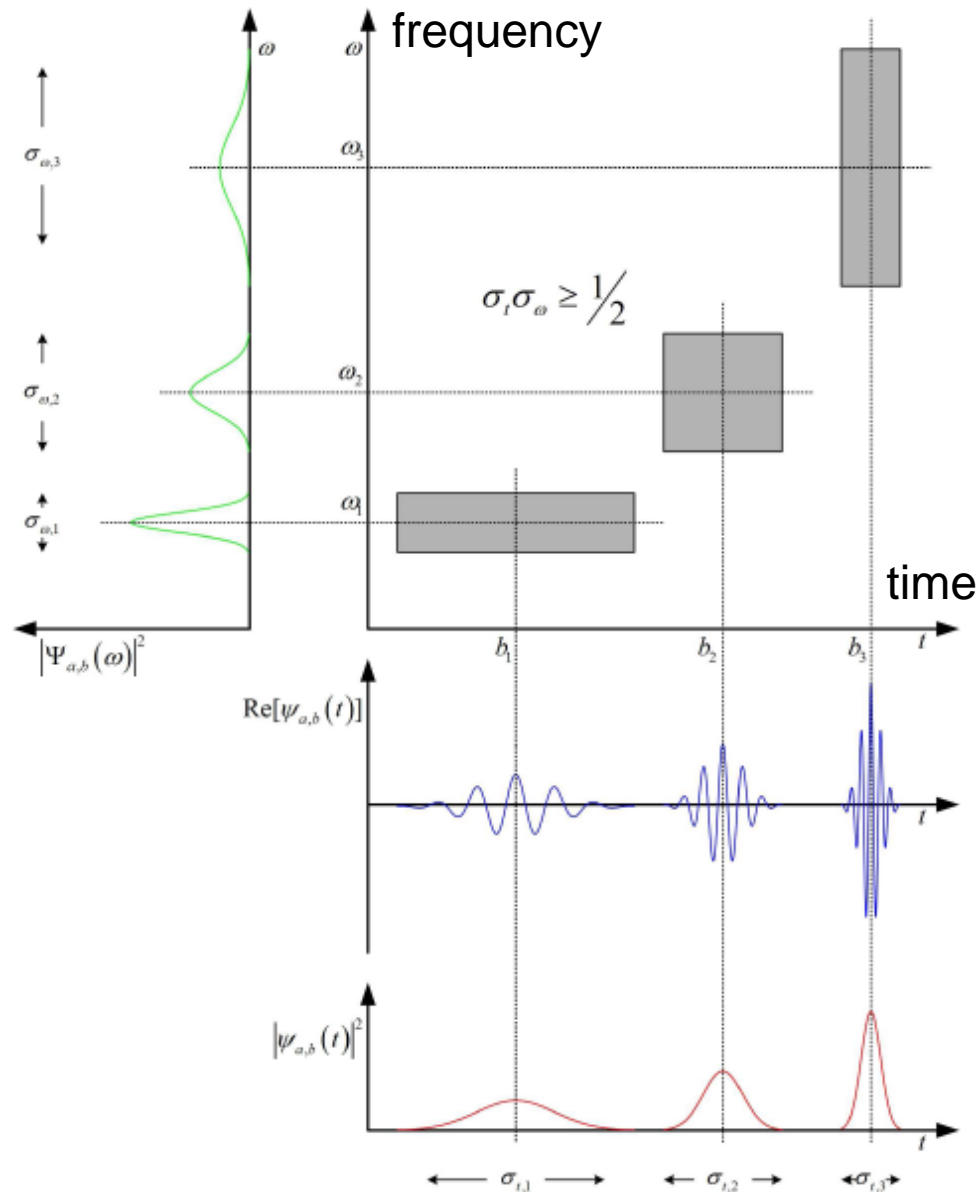 frequency
ω
ω
σω,3
ω₃
σₜσω ≥ 1/2
ω₂
σω,2
ω₁
σω,1
time
|Ψa,b(ω)|²
b₁
b₂
b₃
t
Re[ψa,b(t)]
t
|ψa,b(t)|²
t
σt,1
σt,2
σt,3